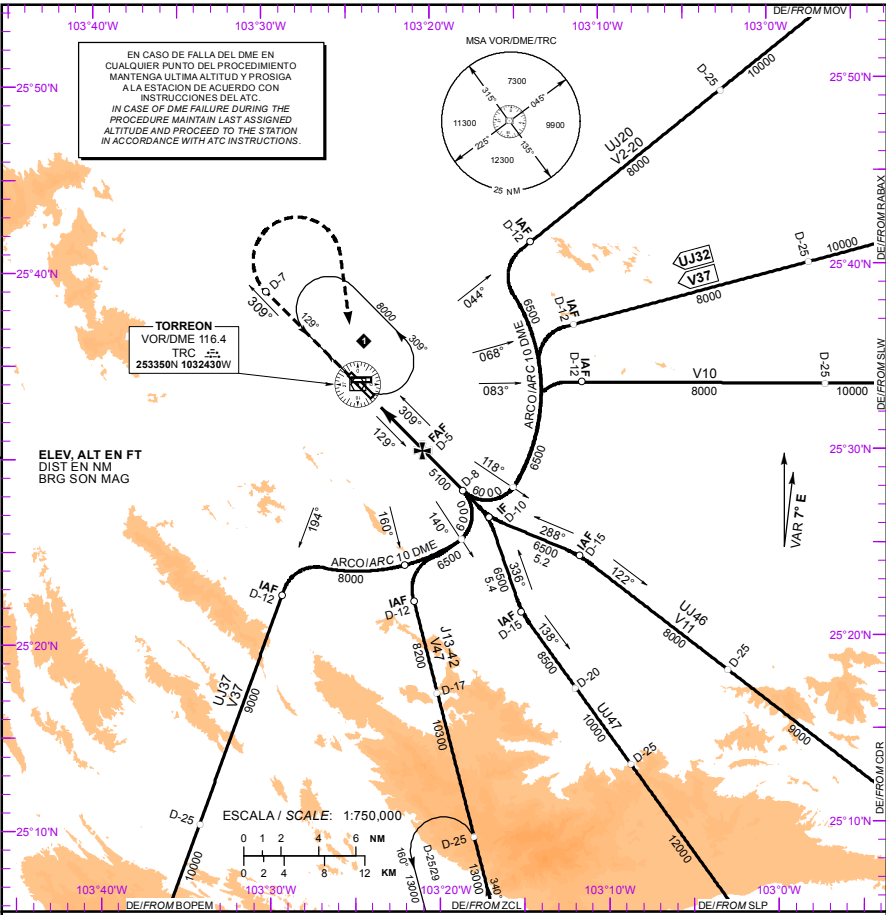 103°40'W
103°30'W
103°20'W
103°10'W
103°0'W
DE/FROM MOV
EN CASO DE FALLA DEL DME EN
CUALQUIER PUNTO DEL PROCEDIMIENTO
MANTENGA ULTIMA ALTITUD Y PROSIGA
A LA ESTACION DE ACUERDO CON
INSTRUCCIONES DEL ATC.
IN CASE OF DME FAILURE DURING THE
PROCEDURE MAINTAIN LAST ASSIGNED
ALTITUDE AND PROCEED TO THE STATION
IN ACCORDANCE WITH ATC INSTRUCTIONS.
MSA VOR/DME/TRC
7300
315°
045°
11300
9900
225°
135°
12300
25 NM
25°50'N
25°50'N
D-25
10000
UJ20
V2-20
8000
IAF
D-12
DE/FROM RABAX
25°40'N
25°40'N
D-25
10000
UJ32
V37
8000
IAF
D-12
044°
6500
D-7
309°
129°
8000
309°
1
TORREON
VOR/DME 116.4
TRC
253350N 1032430W
068°
083°
ARCO/ARC 10 DME
IAF
D-12
V10
8000
D-25
10000
DE/FROM SLW
309°
129°
FAF
D-5
5100
25°30'N
25°30'N
ELEV, ALT EN FT
DIST EN NM
BRG SON MAG
6500
118°
D-8
6000
6000
IF
D-10
VAR 7° E
194°
160°
140°
ARCO/ARC 10 DME
8000
6500
288°
6500
5.2
IAF
D-15
122°
336°
6500
5.4
IAF
D-15
138°
IAF
D-12
IAF
D-12
UJ46
V11
8000
D-25
9000
25°20'N
25°20'N
J13-42
V47
8200
D-17
10300
8500
D-20
UJ47
10000
D-25
12000
UJ37
V37
9000
D-25
10000
DE/FROM CDR
25°10'N
25°10'N
ESCALA / SCALE: 1:750,000
0 1 2 4 6 NM
0 2 4 8 12 KM
D-25
D-25/29
160°
13000
13000
340°
103°40'W
103°30'W
103°20'W
103°10'W
103°0'W
DE/FROM BOPEM
DE/FROM ZCL
DE/FROM SLP